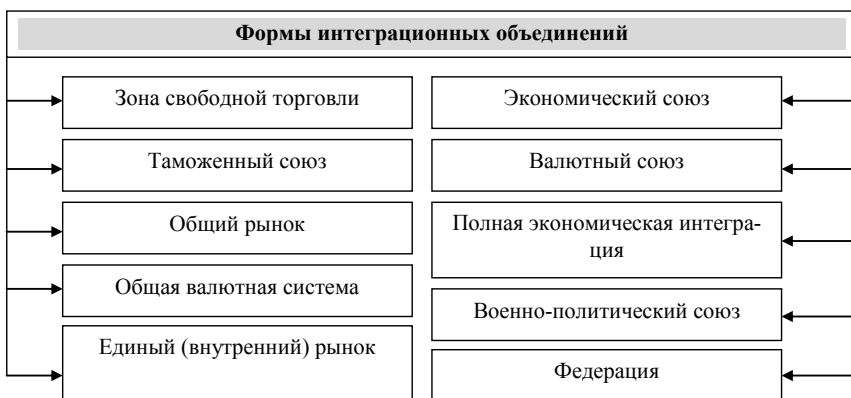 Формы интеграционных объединений
Зона свободной торговли
Таможенный союз
Общий рынок
Общая валютная система
Единый (внутренний) рынок
Экономический союз
Валютный союз
Полная экономическая интегра-
ция
Военно-политический союз
Федерация